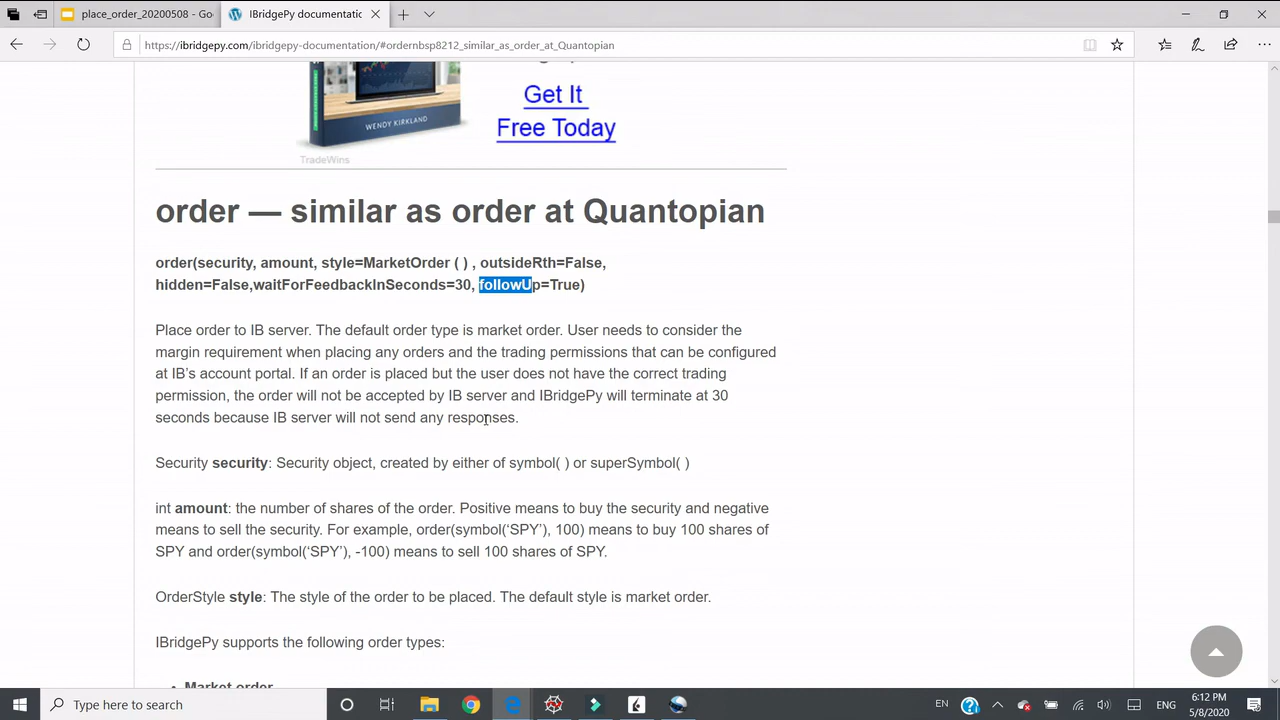 place_order_20200508 - Go
IBridgePy documentatic
https://ibridgepy.com/ibridgepy-documentation/#ordernbsp8212_similar_as_order_at_Quantopian
WENDY KIRKLAND
Get It
Free Today
TradeWins
order — similar as order at Quantopian
order(security, amount, style=MarketOrder ( ) , outsideRth=False,
hidden=False,waitForFeedbackInSeconds=30, followUp=True)
Place order to IB server. The default order type is market order. User needs to consider the
margin requirement when placing any orders and the trading permissions that can be configured
at IB’s account portal. If an order is placed but the user does not have the correct trading
permission, the order will not be accepted by IB server and IBridgePy will terminate at 30
seconds because IB server will not send any responses.
Security security: Security object, created by either of symbol( ) or superSymbol( )
int amount: the number of shares of the order. Positive means to buy the security and negative
means to sell the security. For example, order(symbol(‘SPY’), 100) means to buy 100 shares of
SPY and order(symbol(‘SPY’), -100) means to sell 100 shares of SPY.
OrderStyle style: The style of the order to be placed. The default style is market order.
IBridgePy supports the following order types:
• Market order
Type here to search
EN
ENG
6:12 PM
5/8/2020